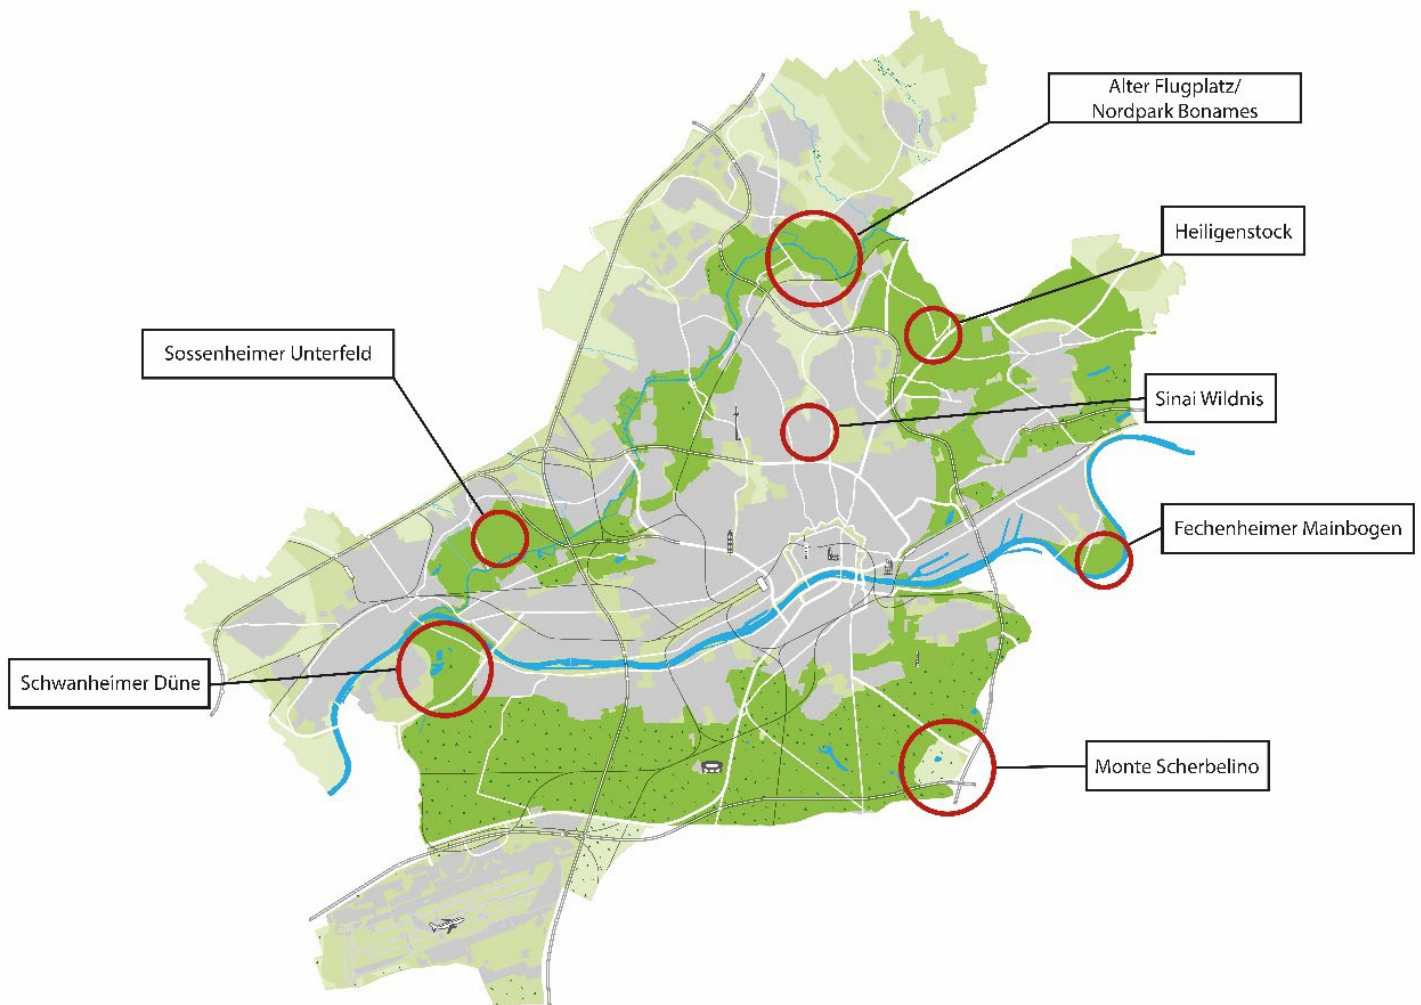 Alter Flugplatz/
Nordpark Bonames
Heiligenstock
Sossenheimer Unterfeld
Sinai Wildnis
Fechenheimer Mainbogen
Schwanheimer Düne
Monte Scherbelino